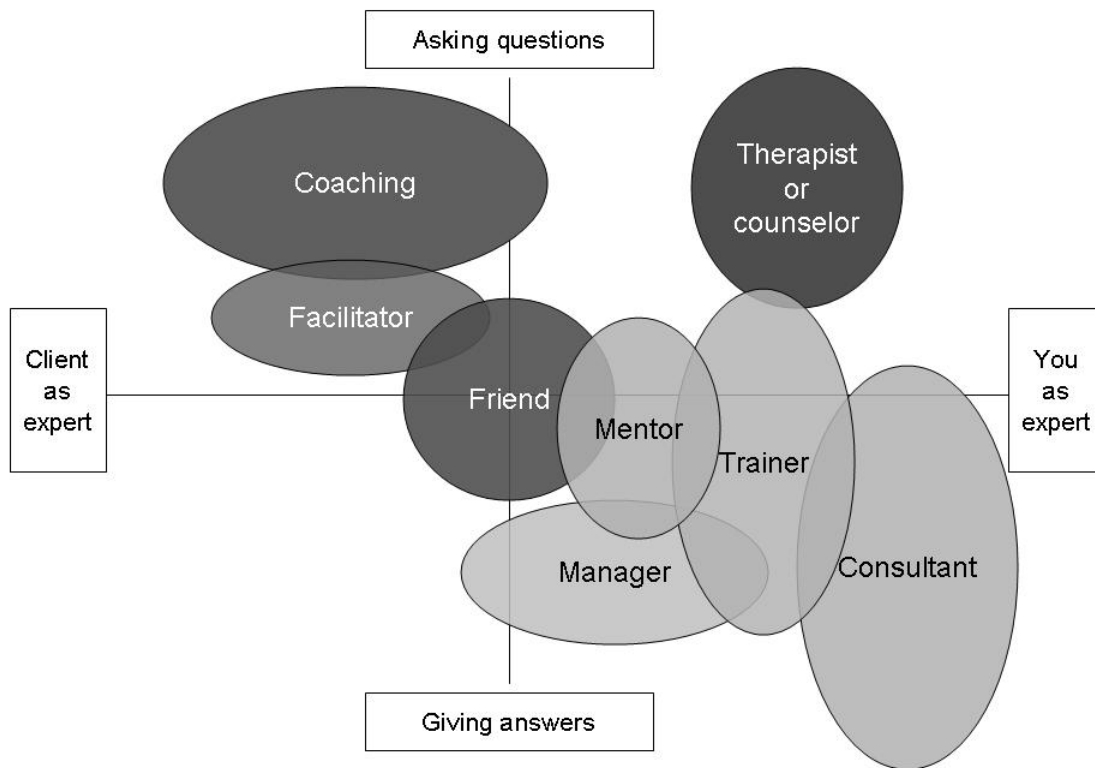 Asking questions
Therapist
or
counselor
Coaching
Facilitator
Client
as
expert
You
as
expert
Friend
Mentor
Trainer
Manager
Consultant
Giving answers